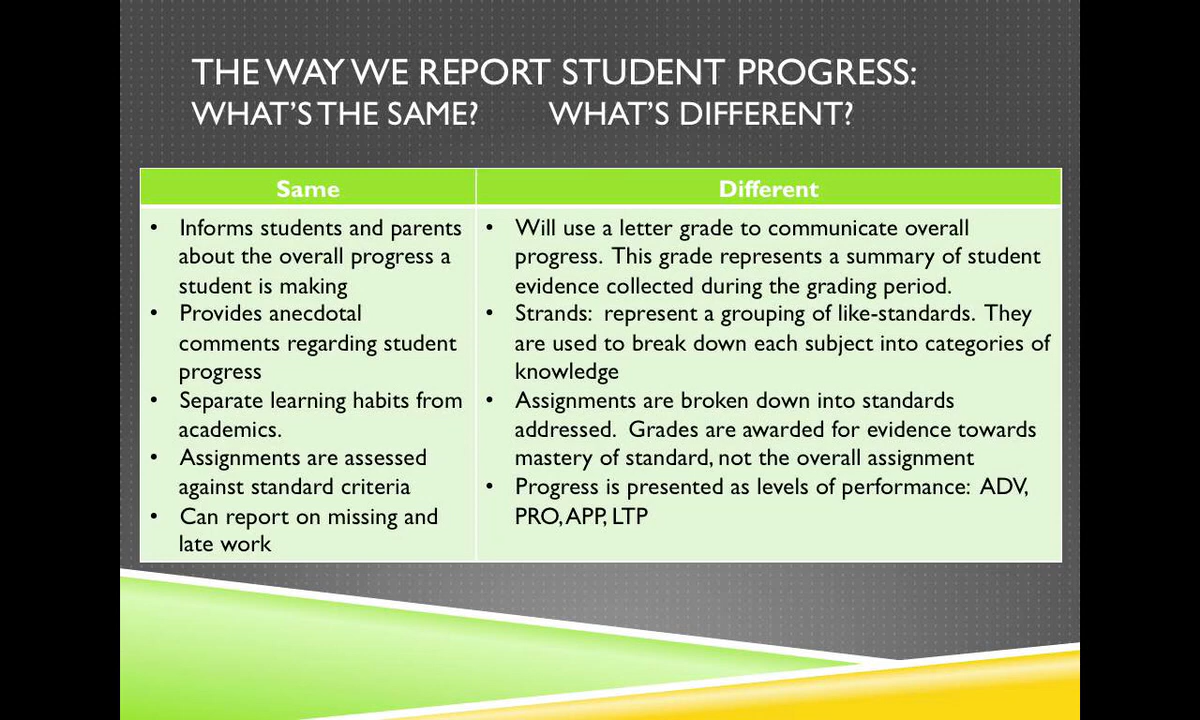 THE WAY WE REPORT STUDENT PROGRESS:
WHAT'S THE SAME? WHAT'S DIFFERENT?
Same
• Informs students and parents
about the overall progress a
student is making
• Provides anecdotal
comments regarding student
progress
• Separate learning habits from
academics.
• Assignments are assessed
against standard criteria
• Can report on missing and
late work
Different
• Will use a letter grade to communicate overall
progress. This grade represents a summary of student
evidence collected during the grading period.
• Strands: represent a grouping of like-standards. They
are used to break down each subject into categories of
knowledge
• Assignments are broken down into standards
addressed. Grades are awarded for evidence towards
mastery of standard, not the overall assignment
• Progress is presented as levels of performance: ADV,
PRO, APP, LTP